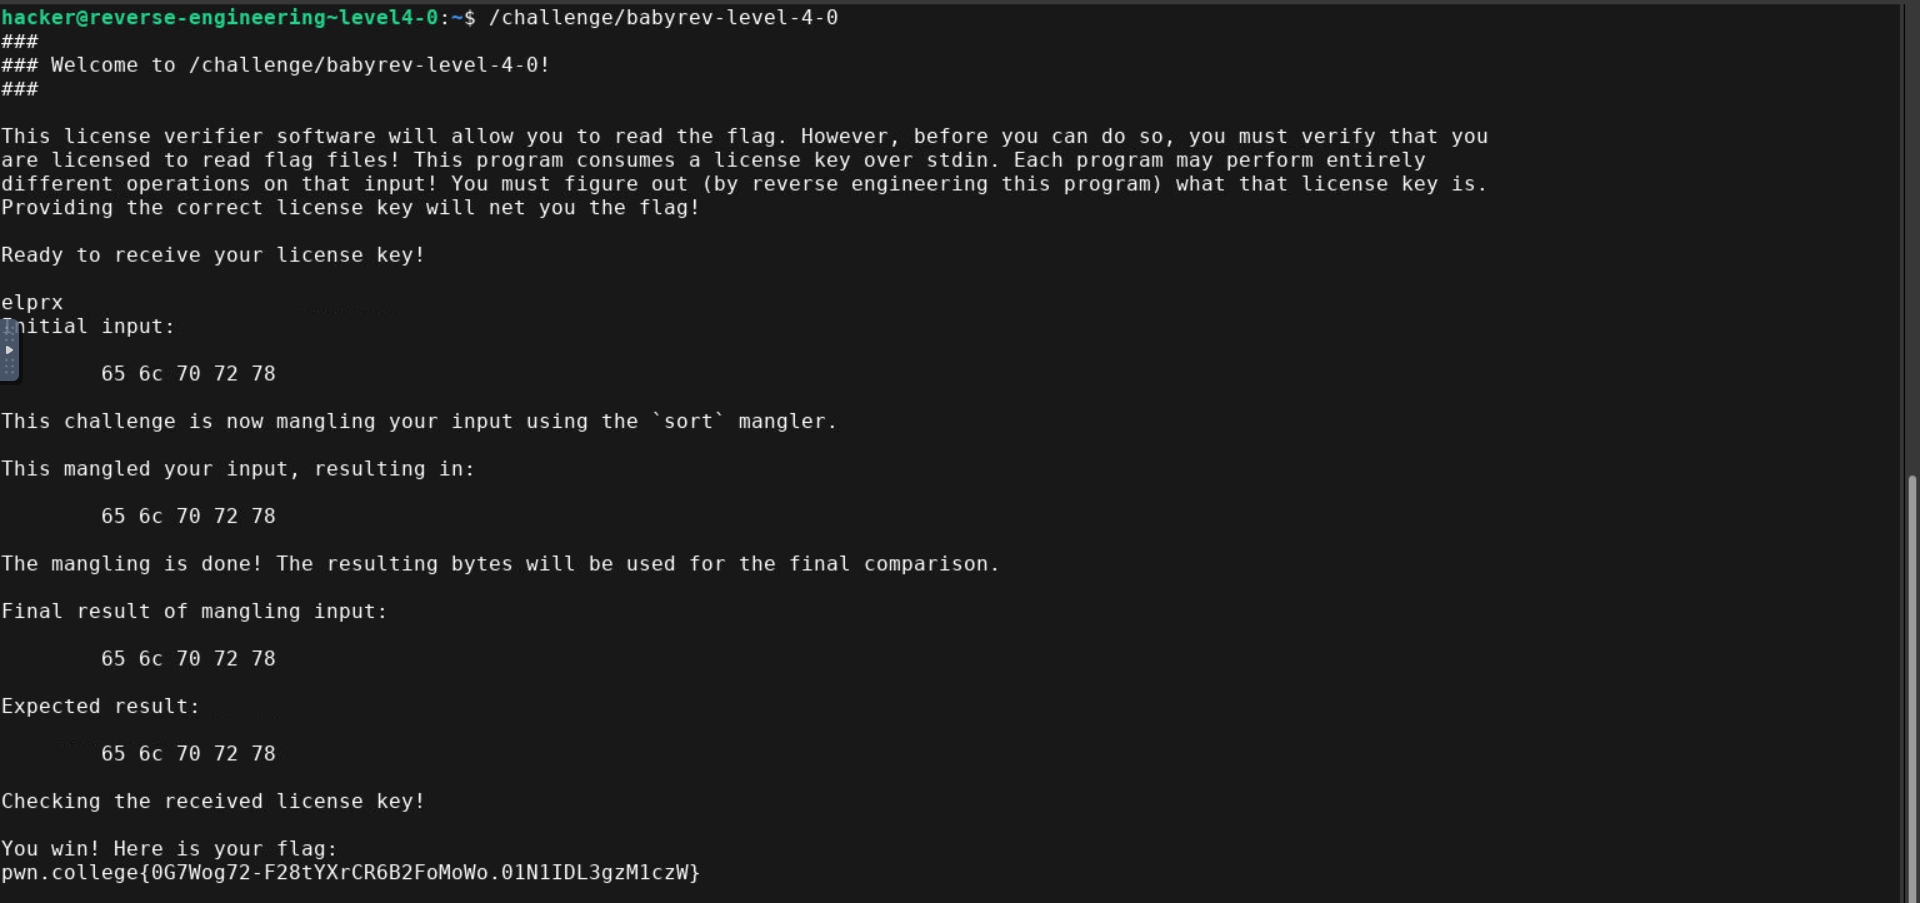 hacker@reverse-engineering~level4-0:~$ /challenge/babyrev-level-4-0
###
### Welcome to /challenge/babyrev-level-4-0!
###
This license verifier software will allow you to read the flag. However, before you can do so, you must verify that you
are licensed to read flag files! This program consumes a license key over stdin. Each program may perform entirely
different operations on that input! You must figure out (by reverse engineering this program) what that license key is.
Providing the correct license key will net you the flag!
Ready to receive your license key!
elprx
Initial input:
65 6c 70 72 78
This challenge is now mangling your input using the `sort` mangler.
This mangled your input, resulting in:
65 6c 70 72 78
The mangling is done! The resulting bytes will be used for the final comparison.
Final result of mangling input:
65 6c 70 72 78
Expected result:
65 6c 70 72 78
Checking the received license key!
You win! Here is your flag:
pwn.college{0G7Wog72-F28tYXrCR6B2FoMoWo.01N1IDL3gzM1czW}